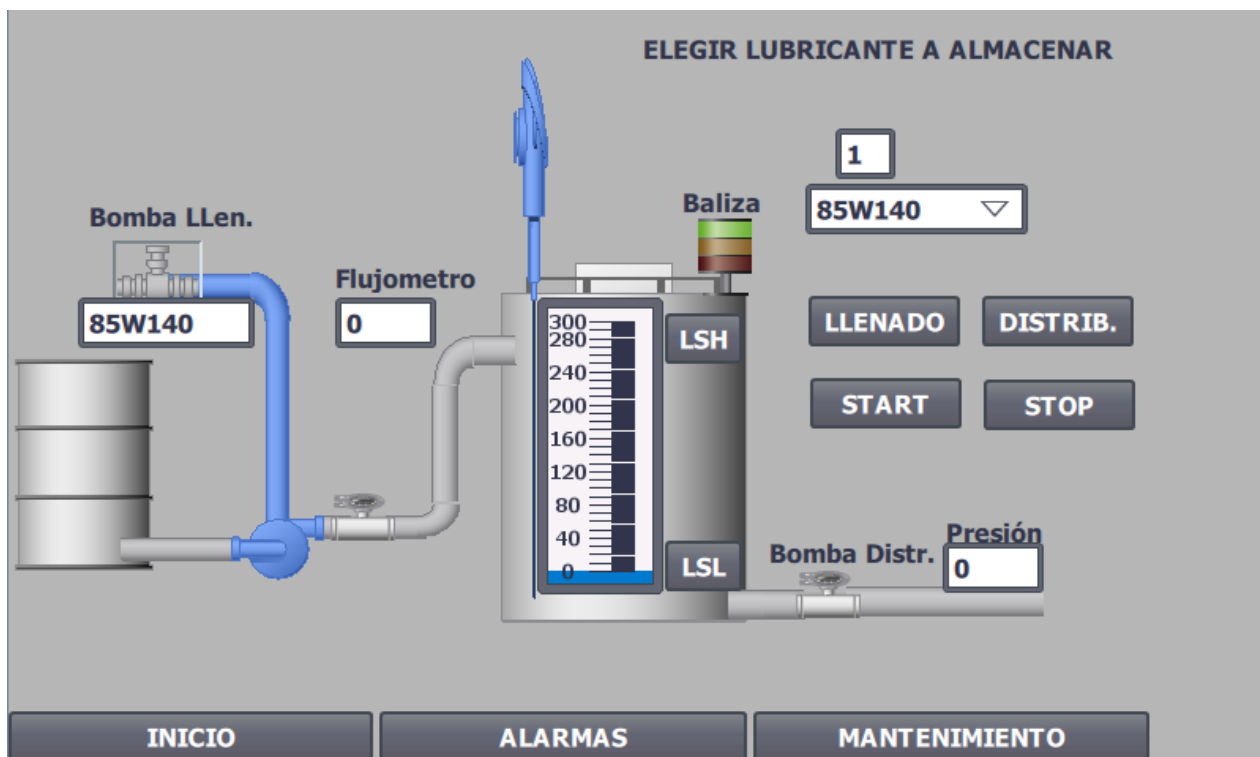 ELEGIR LUBRICANTE A ALMACENAR
1
85W140
Baliza
Bomba LLen.
85W140
Flujometro
0
300
280
240
200
160
120
80
40
0
LSH
LSL
LLENADO
DISTRIB.
START
STOP
Bomba Distr.
Presión
0
INICIO
ALARMAS
MANTENIMIENTO